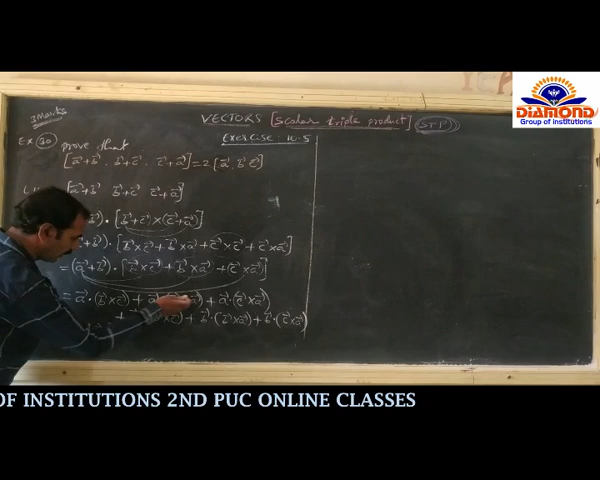 3 Marks
VECTORS [Scalar triple product] (STP)
Exercise: 10.5
Ex 30 prove that
[a⃗+b⃗ . b⃗+c⃗ . c⃗+a⃗] = 2[a⃗ b⃗ c⃗]
[a⃗+b⃗ b⃗+c⃗ c⃗+a⃗]
) · [(b⃗+c⃗)×(c⃗+a⃗)]
+b⃗) · [b⃗×c⃗ + b⃗×a⃗ + c⃗×c⃗ + c⃗×a⃗]
= (a⃗+b⃗) · [b⃗×c⃗ + b⃗×a⃗ + (c⃗×a⃗)]
= a⃗·(b⃗×c⃗) + a⃗ + a⃗·(c⃗×a⃗)
+ ×c⃗) + b⃗·(b⃗×a⃗) + b⃗·(c⃗×a⃗)
DIAMOND
Group of institutions
OF INSTITUTIONS 2ND PUC ONLINE CLASSES